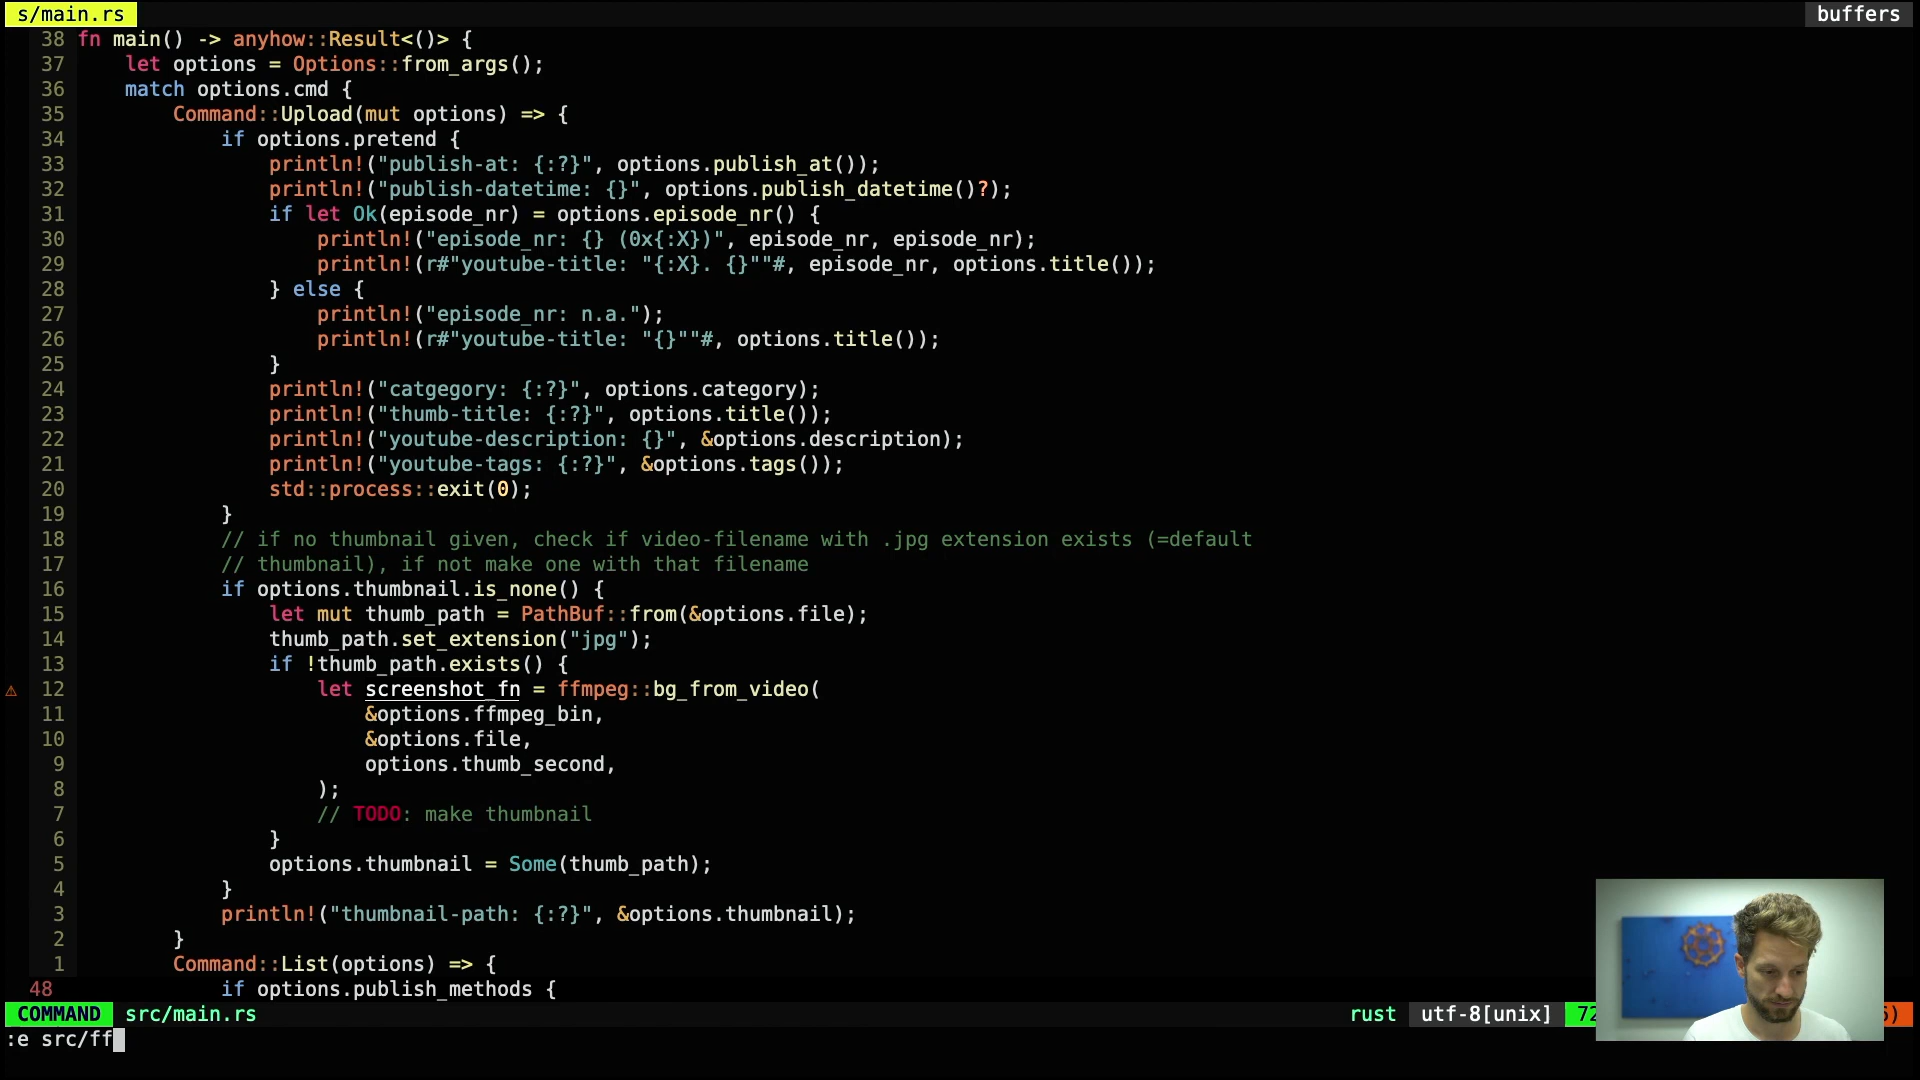 s/main.rs buffers
38 fn main() -> anyhow::Result<()> {
37     let options = Options::from_args();
36     match options.cmd {
35         Command::Upload(mut options) => {
34             if options.pretend {
33                 println!("publish-at: {:?}", options.publish_at());
32                 println!("publish-datetime: {}", options.publish_datetime()?);
31                 if let Ok(episode_nr) = options.episode_nr() {
30                     println!("episode_nr: {} (0x{:X})", episode_nr, episode_nr);
29                     println!(r#"youtube-title: "{:X}. {}""#, episode_nr, options.title());
28                 } else {
27                     println!("episode_nr: n.a.");
26                     println!(r#"youtube-title: "{}""#, options.title());
25                 }
24                 println!("catgegory: {:?}", options.category);
23                 println!("thumb-title: {:?}", options.title());
22                 println!("youtube-description: {}", &options.description);
21                 println!("youtube-tags: {:?}", &options.tags());
20                 std::process::exit(0);
19             }
18             // if no thumbnail given, check if video-filename with .jpg extension exists (=default
17             // thumbnail), if not make one with that filename
16             if options.thumbnail.is_none() {
15                 let mut thumb_path = PathBuf::from(&options.file);
14                 thumb_path.set_extension("jpg");
13                 if !thumb_path.exists() {
⚠ 12                     let screenshot_fn = ffmpeg::bg_from_video(
11                         &options.ffmpeg_bin,
10                         &options.file,
9                         options.thumb_second,
8                     );
7                     // TODO: make thumbnail
6                 }
5                 options.thumbnail = Some(thumb_path);
4             }
3             println!("thumbnail-path: {:?}", &options.thumbnail);
2         }
1         Command::List(options) => {
48             if options.publish_methods {
COMMAND src/main.rs rust utf-8[unix]
:e src/ff